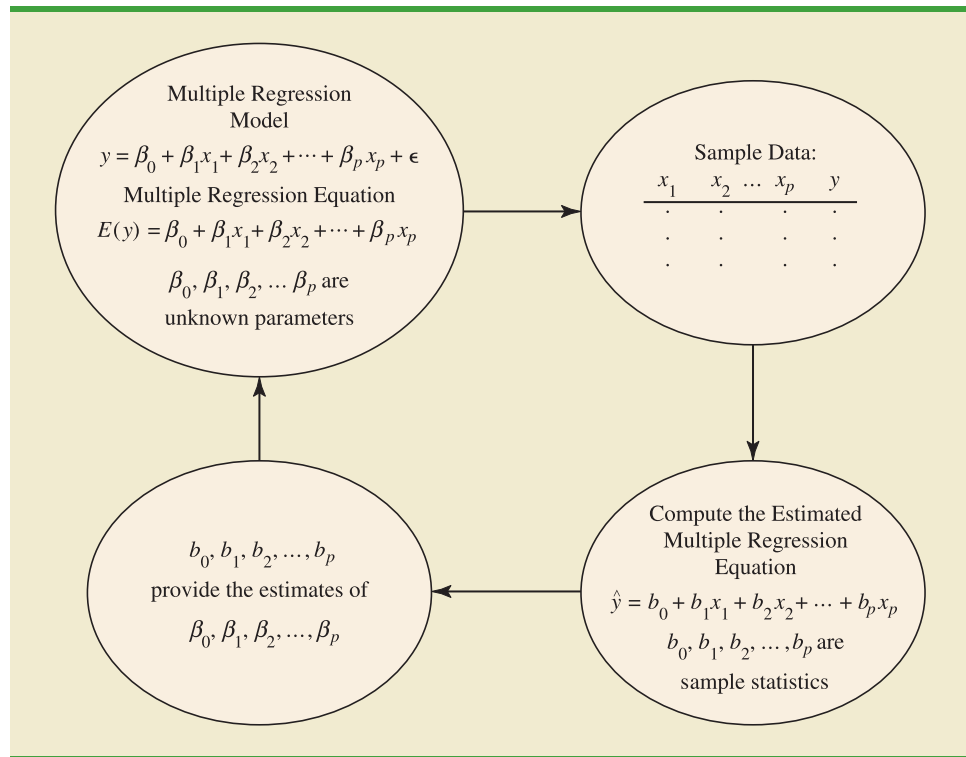 Multiple Regression
Model
y = β₀ + β₁x₁ + β₂x₂ + ⋯ + βₚxₚ + ϵ
Multiple Regression Equation
E(y) = β₀ + β₁x₁ + β₂x₂ + ⋯ + βₚxₚ
β₀, β₁, β₂, … βₚ are
unknown parameters
Sample Data:
x₁ x₂ … xₚ y
. . . .
. . . .
. . . .
Compute the Estimated
Multiple Regression
Equation
ŷ = b₀ + b₁x₁ + b₂x₂ + ⋯ + bₚxₚ
b₀, b₁, b₂, …, bₚ are
sample statistics
b₀, b₁, b₂, …, bₚ
provide the estimates of
β₀, β₁, β₂, …, βₚ